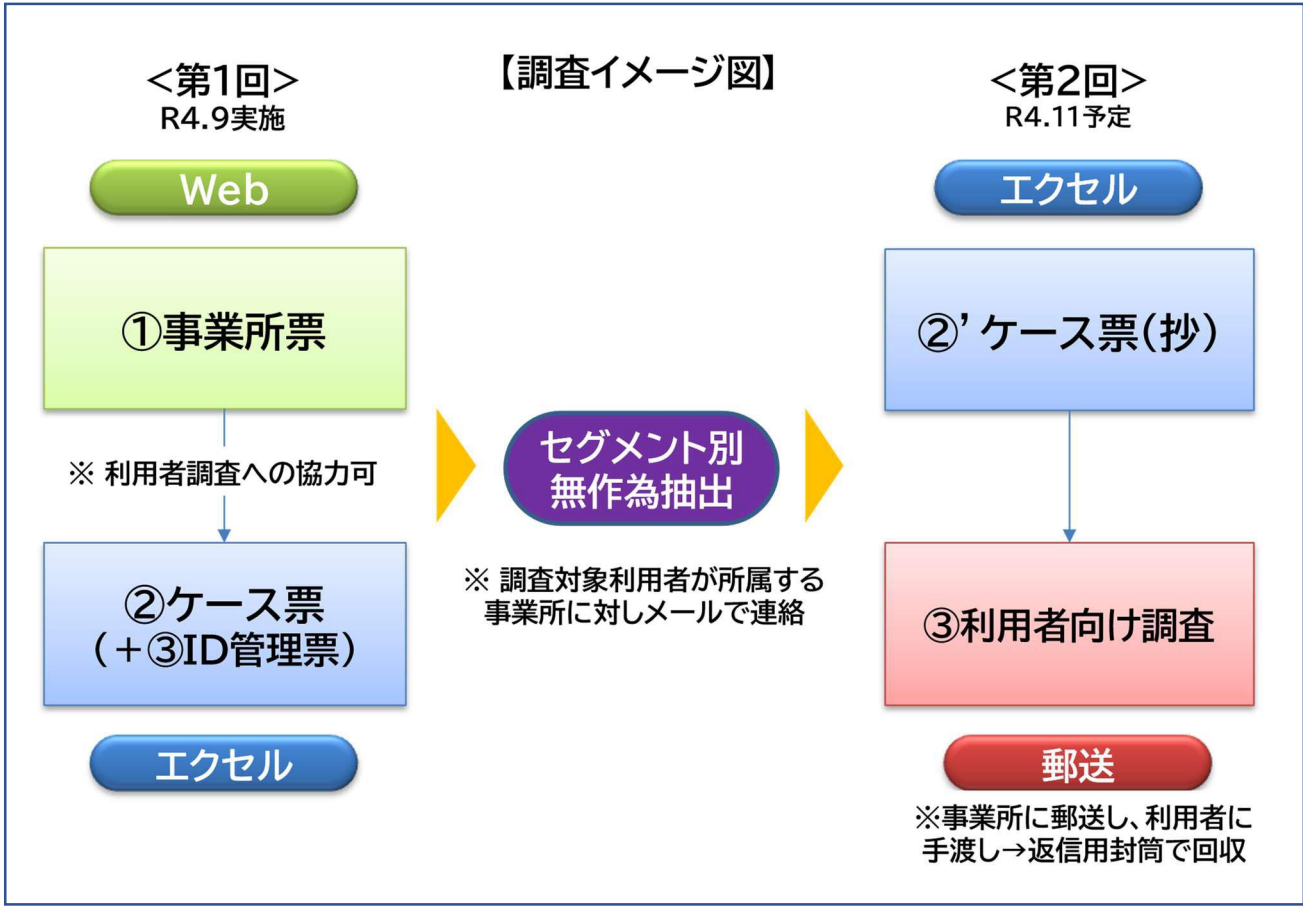 【調査イメージ図】
<第1回>
R4.9実施
Web
①事業所票
※ 利用者調査への協力可
②ケース票
(+③ID管理票)
エクセル
セグメント別
無作為抽出
※ 調査対象利用者が所属する
事業所に対しメールで連絡
<第2回>
R4.11予定
エクセル
②’ケース票(抄)
③利用者向け調査
郵送
※事業所に郵送し、利用者に
手渡し→返信用封筒で回収